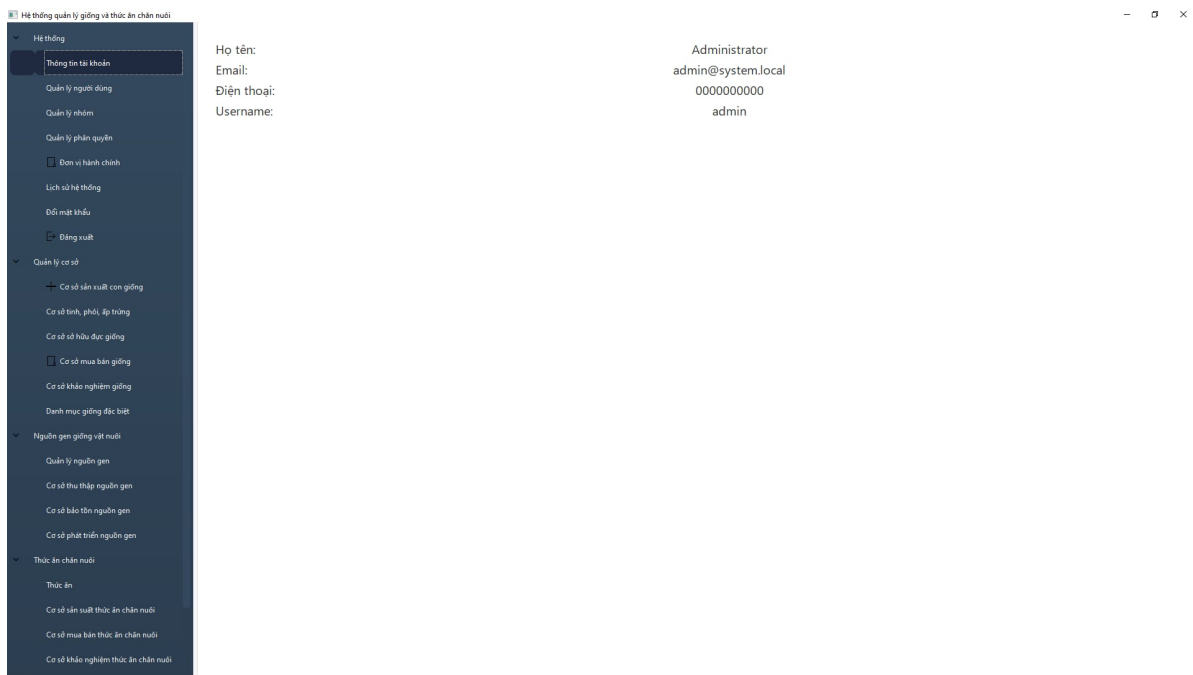 Hệ thống quản lý giống và thức ăn chăn nuôi
Hệ thống
Thông tin tài khoản
Quản lý người dùng
Quản lý nhóm
Quản lý phân quyền
Đơn vị hành chính
Lịch sử hệ thống
Đổi mật khẩu
Đăng xuất
Quản lý cơ sở
Cơ sở sản xuất con giống
Cơ sở tinh, phôi, ấp trứng
Cơ sở sở hữu đực giống
Cơ sở mua bán giống
Cơ sở khảo nghiệm giống
Danh mục giống đặc biệt
Nguồn gen giống vật nuôi
Quản lý nguồn gen
Cơ sở thu thập nguồn gen
Cơ sở bảo tồn nguồn gen
Cơ sở phát triển nguồn gen
Thức ăn chăn nuôi
Thức ăn
Cơ sở sản suất thức ăn chăn nuôi
Cơ sở mua bán thức ăn chăn nuôi
Cơ sở khảo nghiệm thức ăn chăn nuôi
Họ tên: Administrator
Email: admin@system.local
Điện thoại: 0000000000
Username: admin